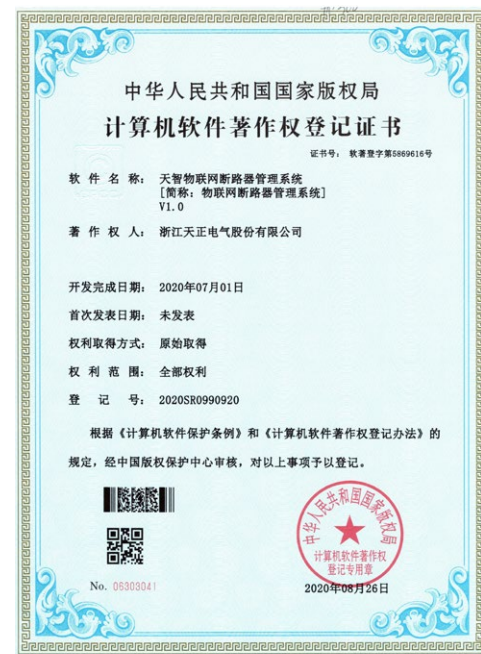 中华人民共和国国家版权局
计算机软件著作权登记证书
证书号： 软著登字第5869616号
软件名称： 天智物联网断路器管理系统
[简称：物联网断路器管理系统]
V1.0
著作权人： 浙江天正电气股份有限公司
开发完成日期： 2020年07月01日
首次发表日期： 未发表
权利取得方式： 原始取得
权利范围： 全部权利
登记号： 2020SR0990920
根据《计算机软件保护条例》和《计算机软件著作权登记办法》的
规定，经中国版权保护中心审核，对以上事项予以登记。
中华人民共和国国家版权局
计算机软件著作权
登记专用章
No. 06303041
2020年08月26日